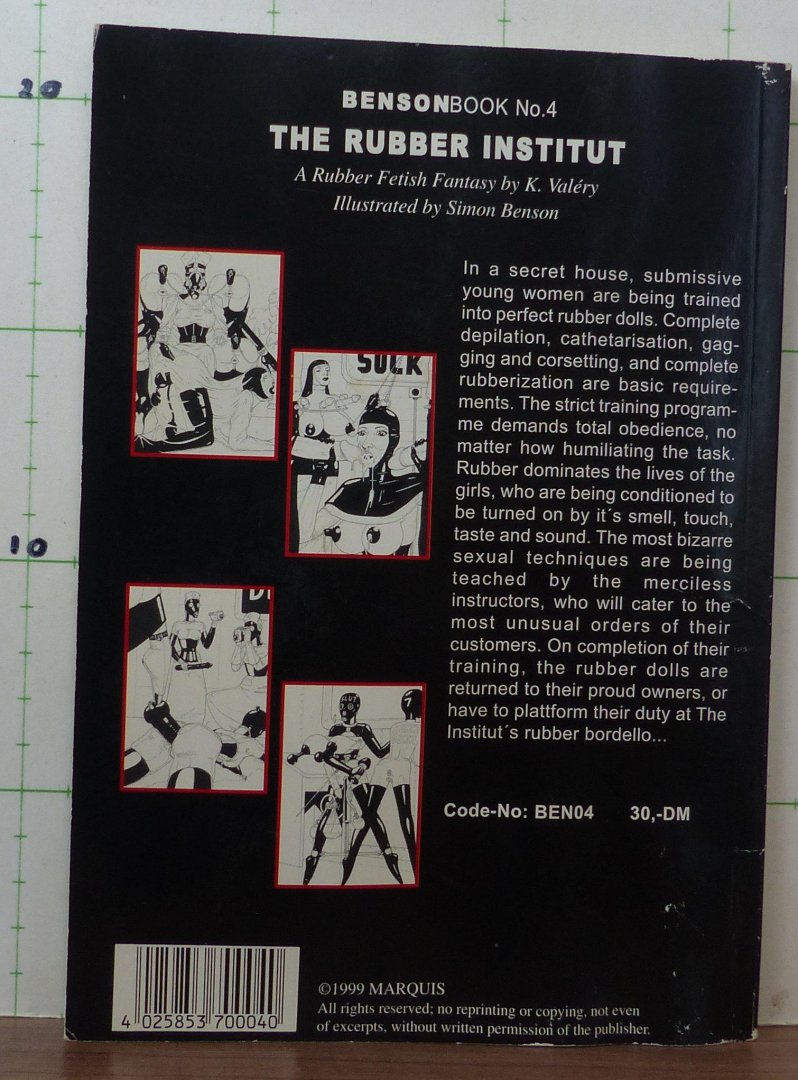 20
BENSONBOOK No.4
THE RUBBER INSTITUT
A Rubber Fetish Fantasy by K. Valéry
Illustrated by Simon Benson
In a secret house, submissive
young women are being trained
into perfect rubber dolls. Complete
depilation, cathetarisation, gag-
ging and corsetting, and complete
rubberization are basic require-
ments. The strict training program-
me demands total obedience, no
matter how humiliating the task.
Rubber dominates the lives of the
girls, who are being conditioned to
be turned on by it´s smell, touch,
taste and sound. The most bizarre
sexual techniques are being
teached by the merciless
instructors, who will cater to the
most unusual orders of their
customers. On completion of their
training, the rubber dolls are
returned to their proud owners, or
have to plattform their duty at The
Institut´s rubber bordello...
SUCK
10
SLUT
7
Code-No: BEN04 30,-DM
4 025853 700040
©1999 MARQUIS
All rights reserved; no reprinting or copying, not even
of excerpts, without written permission of the publisher.